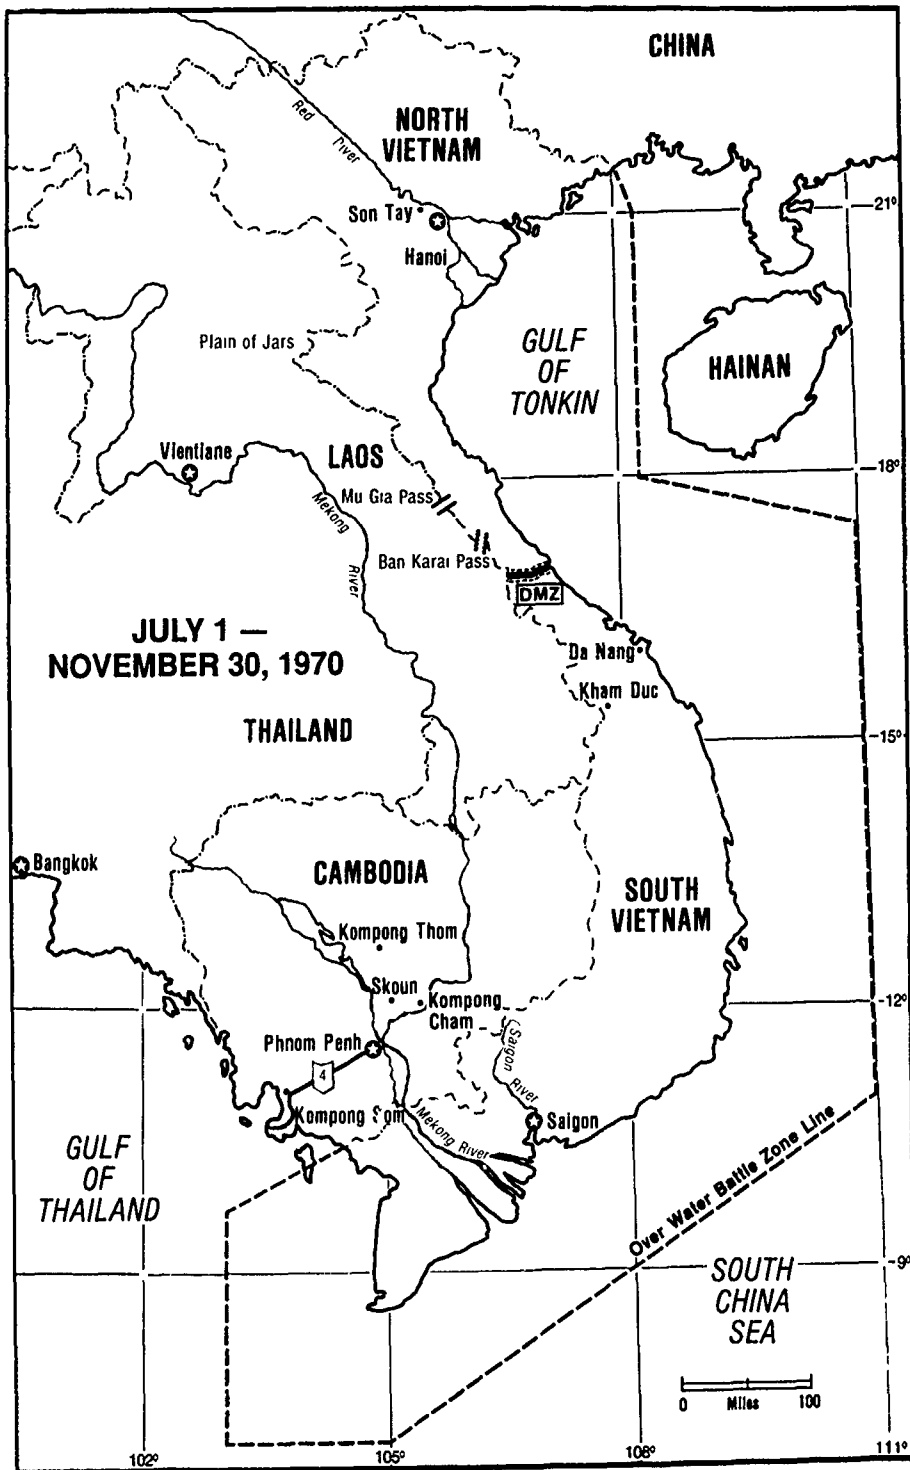 CHINA
Red
River
NORTH
VIETNAM
Son Tay
Hanoi
21°
Plain of Jars
GULF
OF
TONKIN
HAINAN
Vientiane
LAOS
18°
Mu Gia Pass
Mekong
River
Ban Karai Pass
DMZ
JULY 1 —
NOVEMBER 30, 1970
Da Nang
Kham Duc
THAILAND
15°
Bangkok
CAMBODIA
SOUTH
VIETNAM
Kompong Thom
Skoun
Kompong
Cham
12°
Phnom Penh
4
Saigon
River
Kompong Som
Mekong River
Saigon
GULF
OF
THAILAND
Over Water Battle Zone Line
9°
SOUTH
CHINA
SEA
0 Miles 100
102° 105° 108° 111°